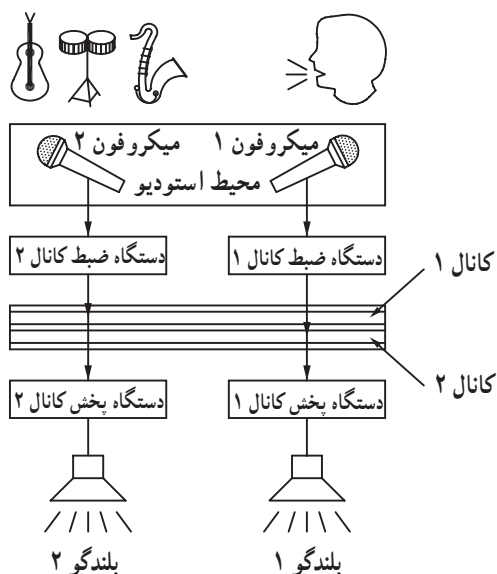 میکروفون ۱
میکروفون ۲
محیط استودیو
دستگاه ضبط کانال ۱
دستگاه ضبط کانال ۲
کانال ۱
کانال ۲
دستگاه پخش کانال ۱
دستگاه پخش کانال ۲
بلندگو ۱
بلندگو ۲